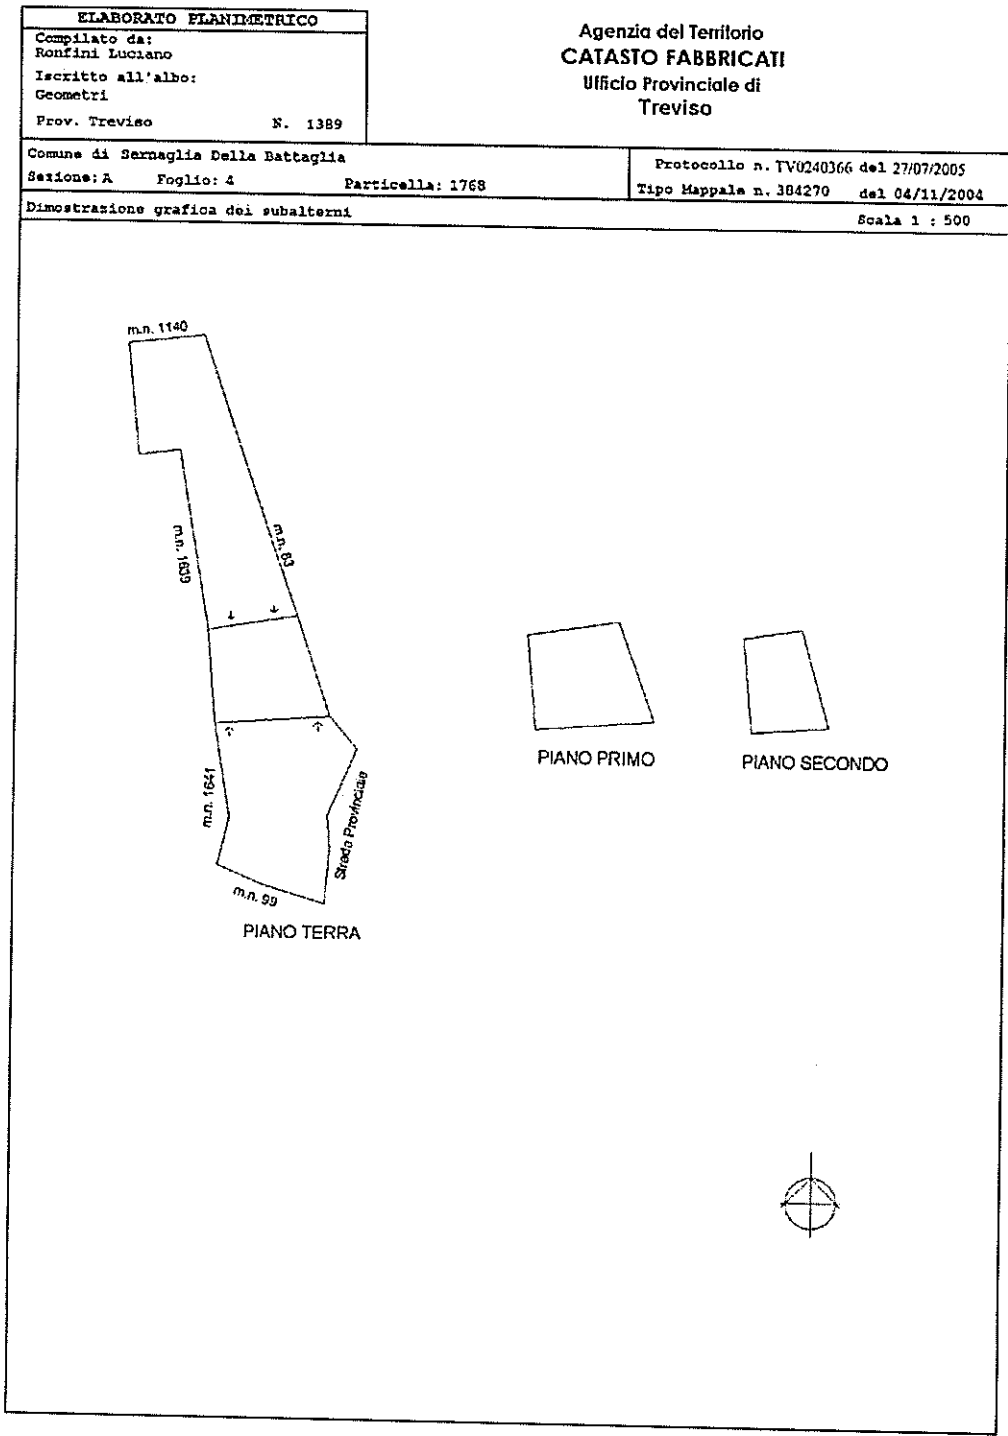 ELABORATO PLANIMETRICO
Compilato da:
Ronfini Luciano
Iscritto all'albo:
Geometri
Prov. Treviso N. 1389
Agenzia del Territorio
CATASTO FABBRICATI
Ufficio Provinciale di
Treviso
Comune di Sernaglia Della Battaglia
Sezione: A Foglio: 4 Particella: 1768
Protocollo n. TV0240366 del 27/07/2005
Tipo Mappale n. 384270 del 04/11/2004
Dimostrazione grafica dei subalterni
Scala 1 : 500
m.n. 1140
m.n. 1639
m.n. 63
m.n. 1641
Strada Provinciale
m.n. 99
PIANO TERRA
PIANO PRIMO
PIANO SECONDO